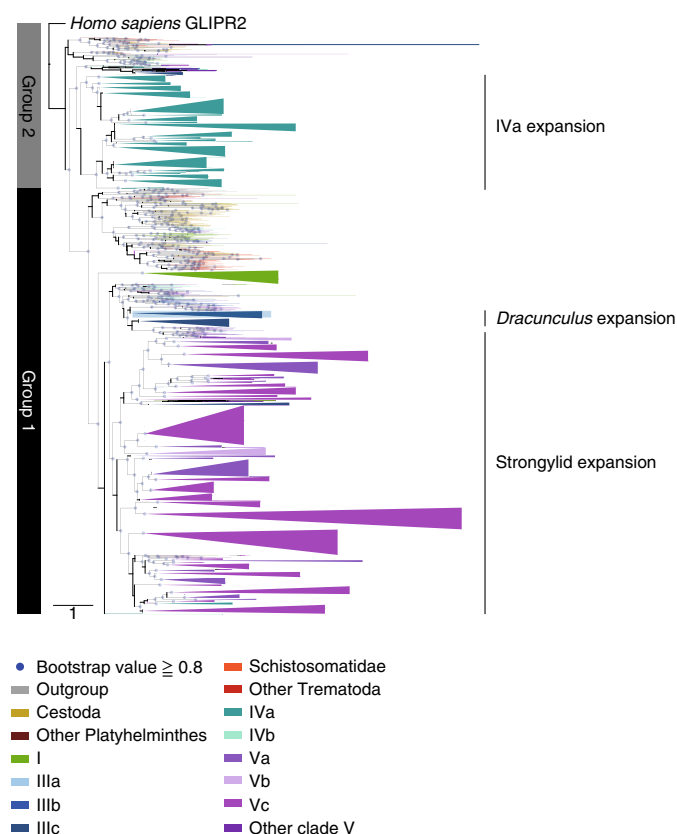 Homo sapiens GLIPR2
Group 2
IVa expansion
Dracunculus expansion
Group 1
Strongylid expansion
1
Bootstrap value ≧ 0.8
Outgroup
Cestoda
Other Platyhelminthes
I
IIIa
IIIb
IIIc
Schistosomatidae
Other Trematoda
IVa
IVb
Va
Vb
Vc
Other clade V